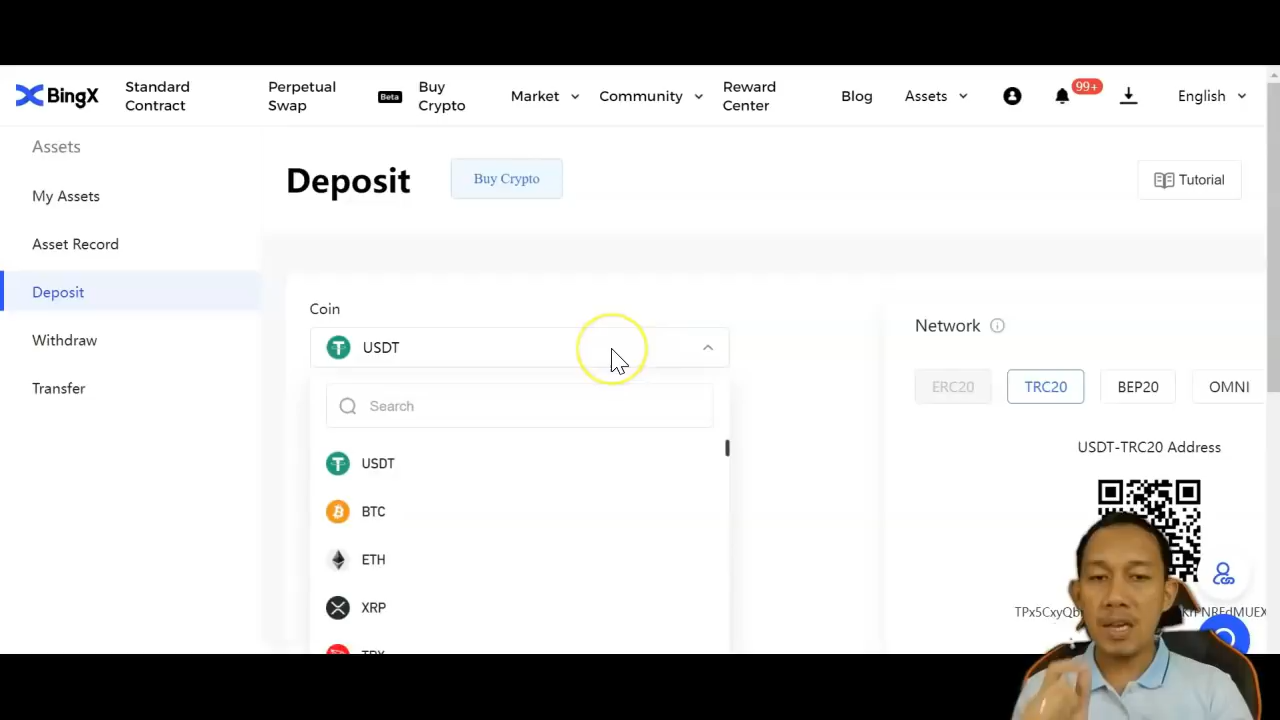 BingX
Standard Contract
Perpetual Swap
Beta
Buy Crypto
Market
Community
Reward Center
Blog
Assets
99+
English
Assets
My Assets
Asset Record
Deposit
Withdraw
Transfer
Deposit
Buy Crypto
Tutorial
Coin
USDT
Search
USDT
BTC
ETH
XRP
Network
ERC20
TRC20
BEP20
OMNI
USDT-TRC20 Address